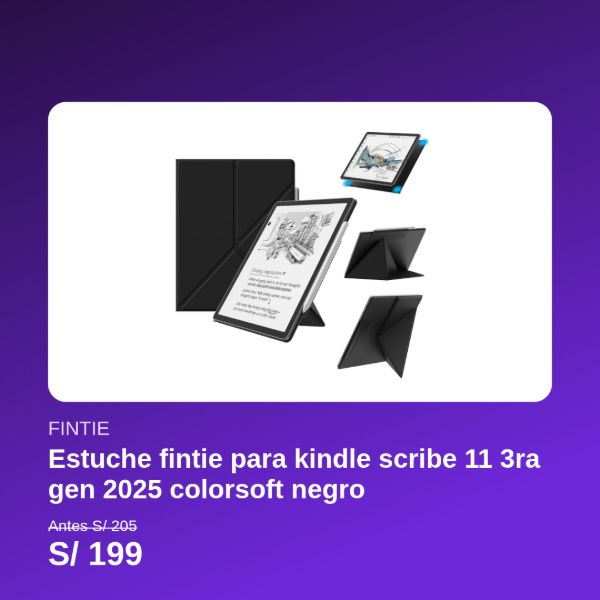 FINTIE
Estuche fintie para kindle scribe 11 3ra
gen 2025 colorsoft negro
Antes S/ 205
S/ 199